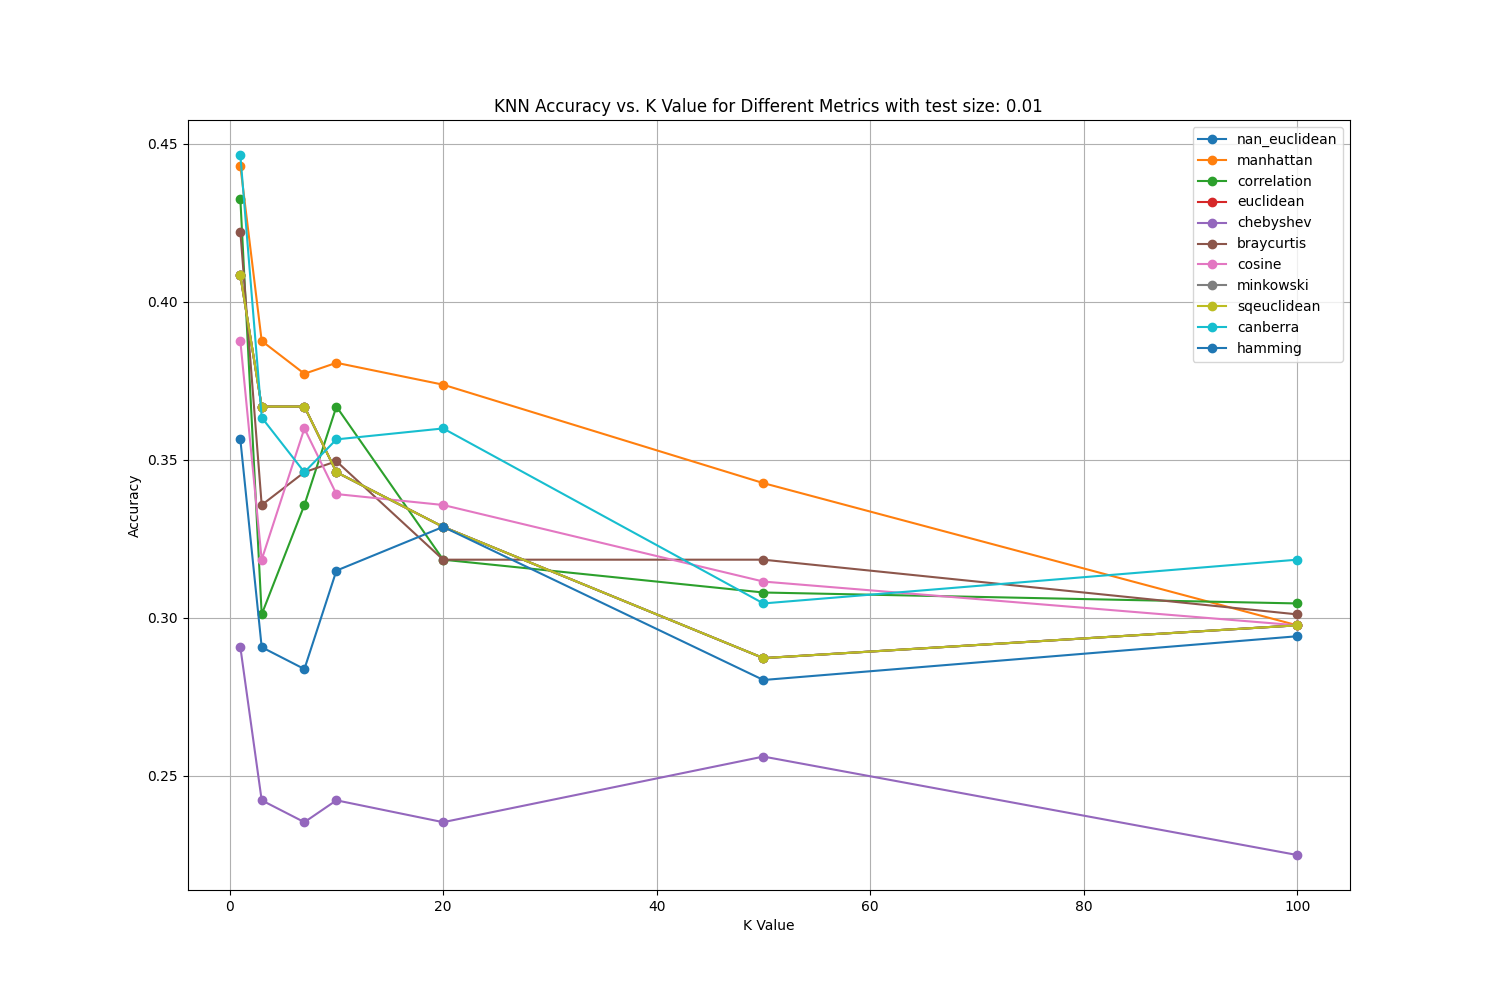 KNN Accuracy vs. K Value for Different Metrics with test size: 0.01
nan_euclidean
manhattan
correlation
euclidean
chebyshev
braycurtis
cosine
minkowski
sqeuclidean
canberra
hamming
0.45
0.40
0.35
0.30
0.25
Accuracy
0 20 40 60 80 100
K Value